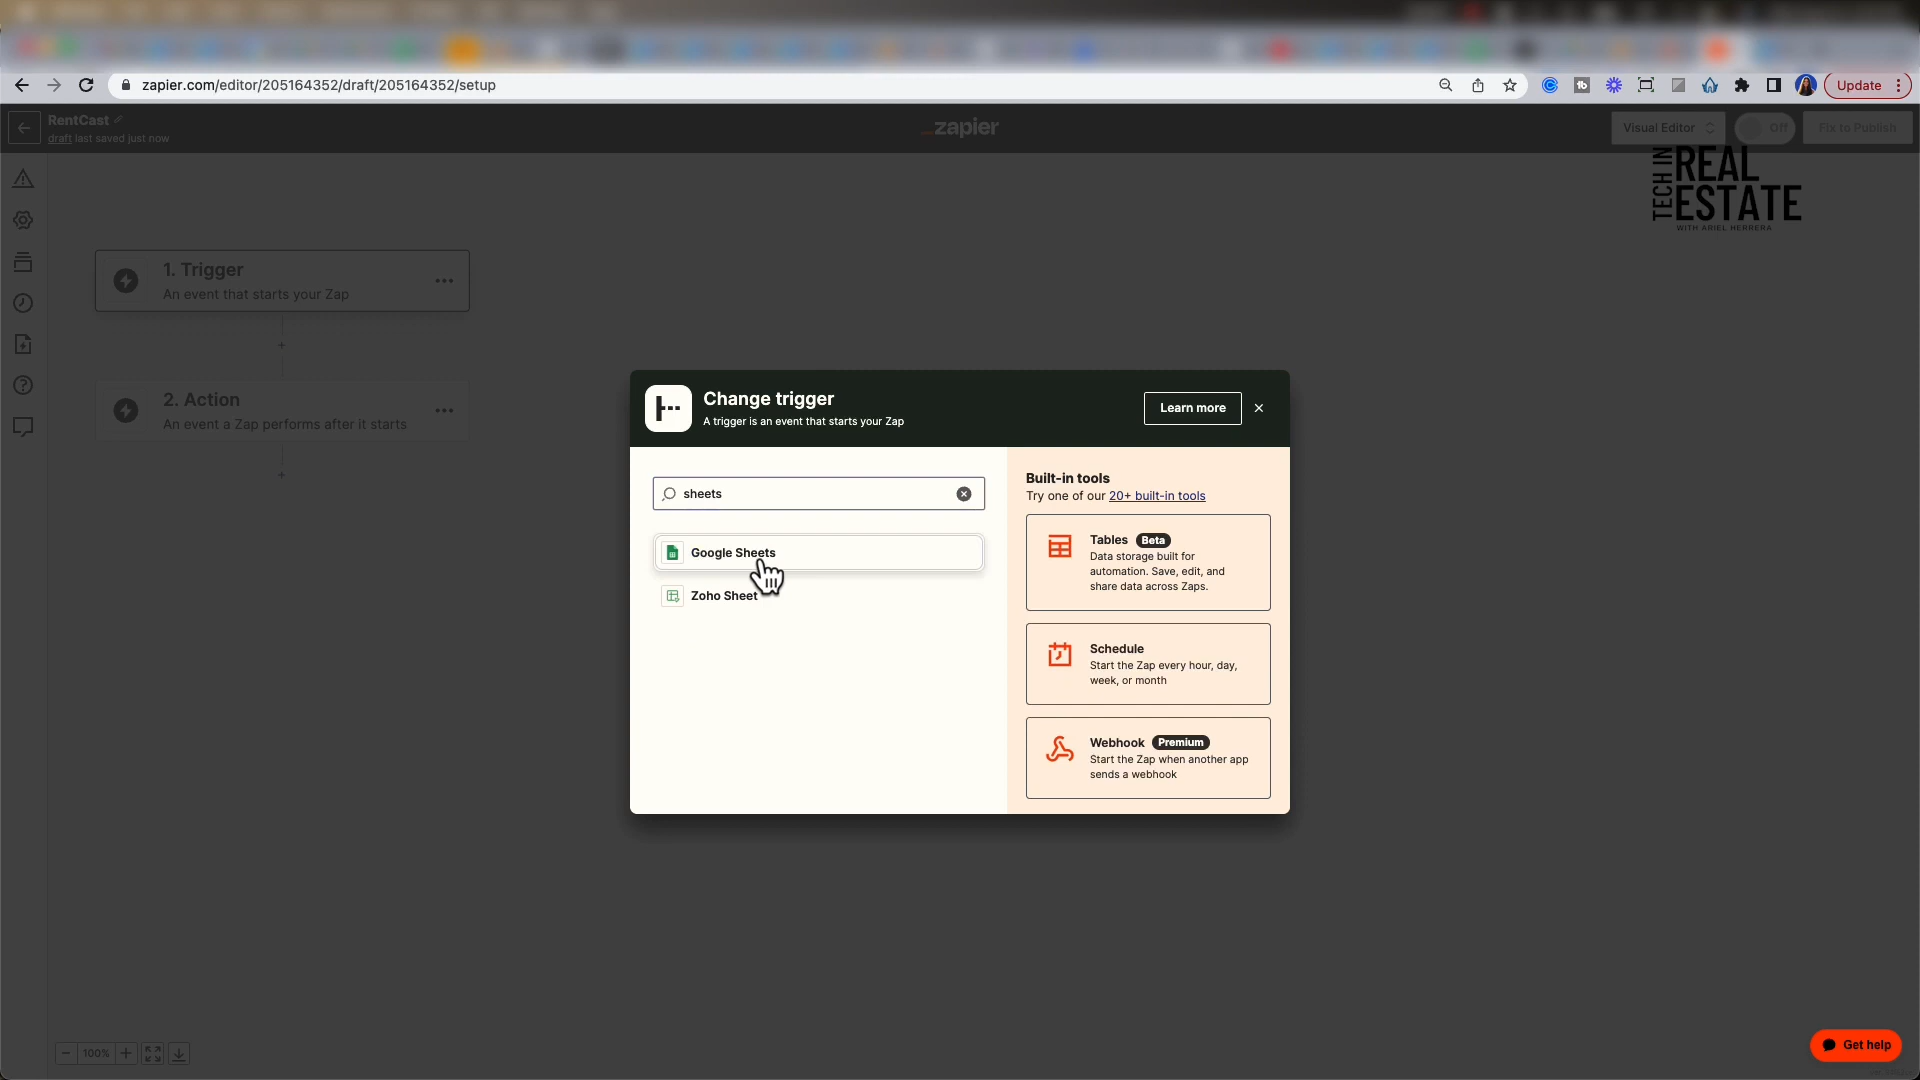 zapier.com/editor/205164352/draft/205164352/setup
Update
RentCast
draft last saved just now
zapier
Visual Editor
Off
Fix to Publish
TECH IN
REAL
ESTATE
WITH ARIEL HERRERA
1. Trigger
An event that starts your Zap
2. Action
An event a Zap performs after it starts
Change trigger
A trigger is an event that starts your Zap
Learn more
sheets
Google Sheets
Zoho Sheet
Built-in tools
Try one of our 20+ built-in tools
Tables Beta
Data storage built for
automation. Save, edit, and
share data across Zaps.
Schedule
Start the Zap every hour, day,
week, or month
Webhook Premium
Start the Zap when another app
sends a webhook
100%
Get help